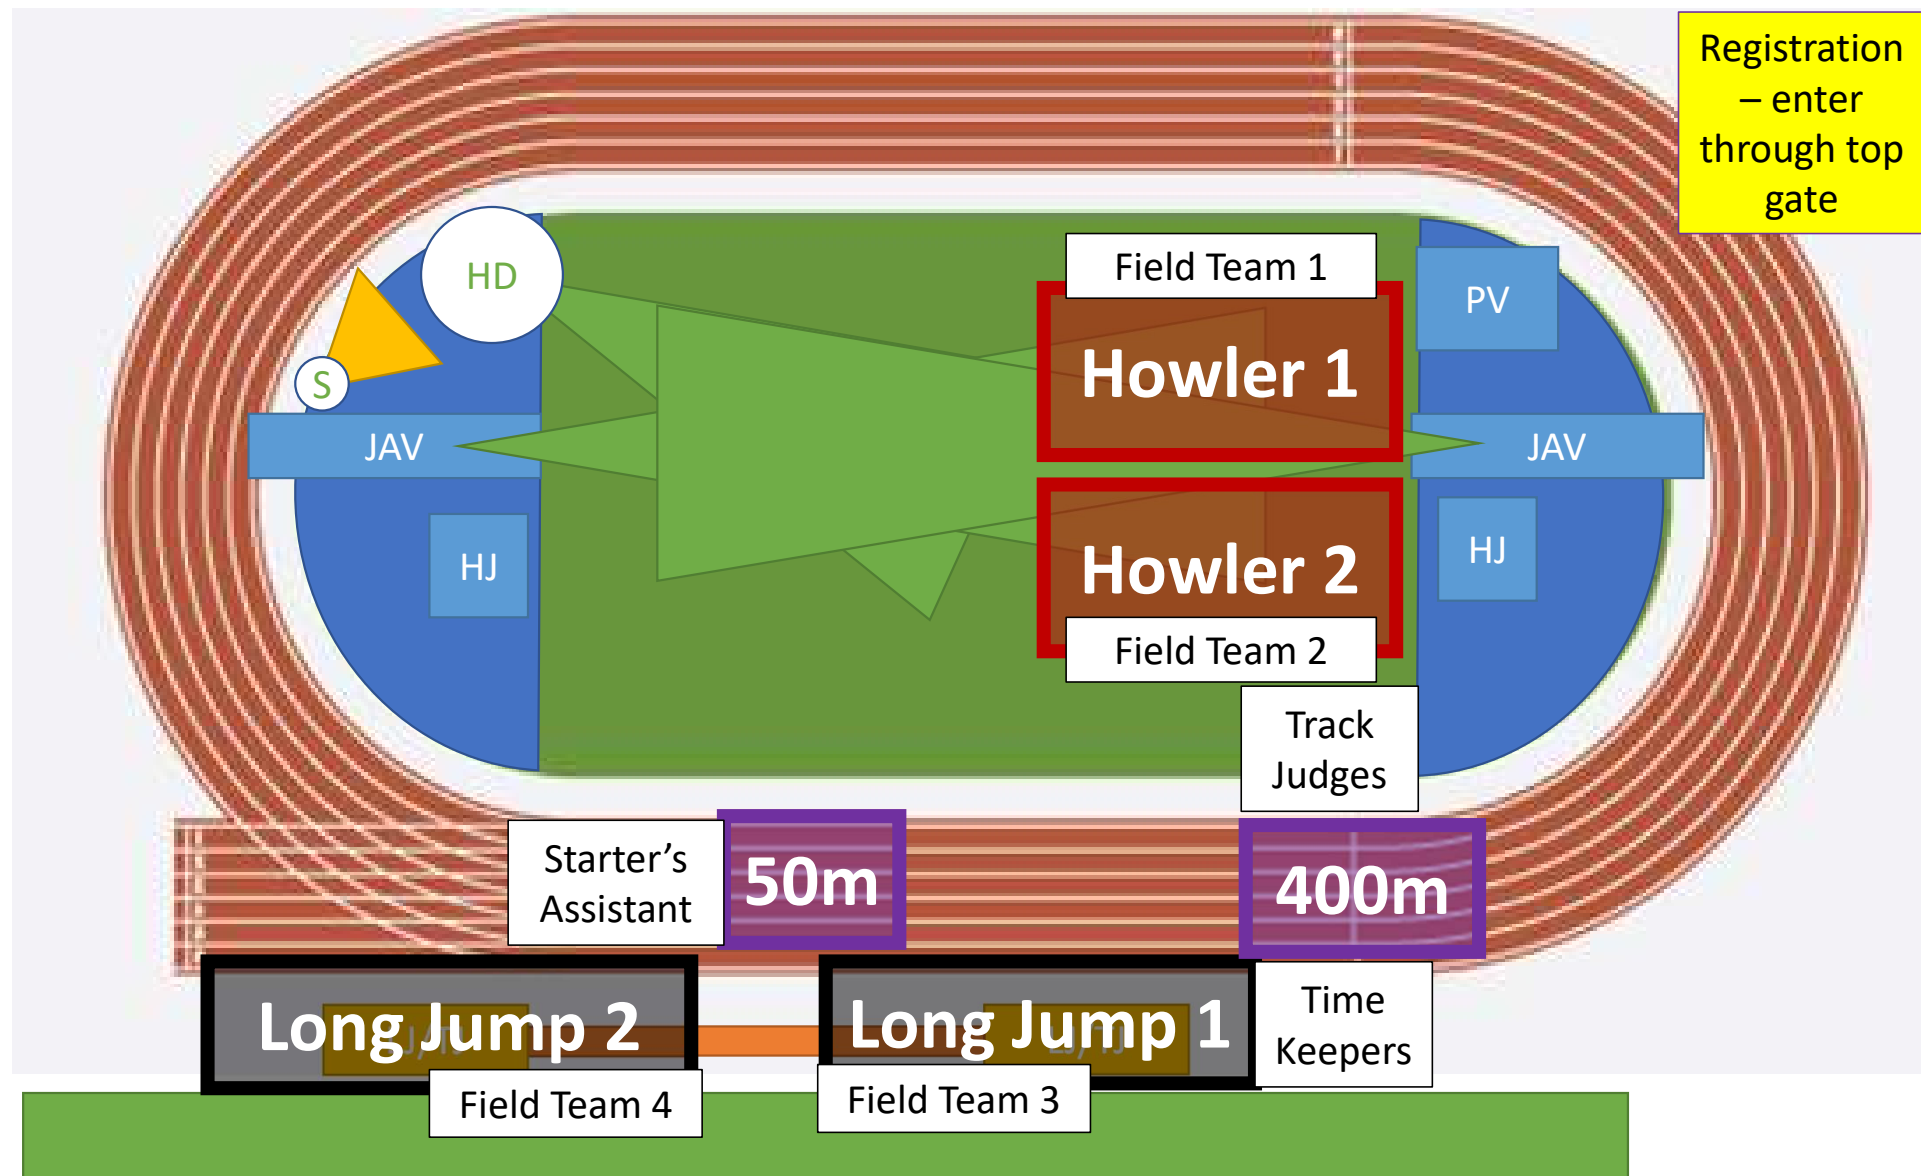 Registration
– enter
through top
gate
HD
Field Team 1
PV
Howler 1
S
JAV
JAV
HJ
HJ
Howler 2
Field Team 2
Track
Judges
Starter’s
Assistant
50m
400m
Long Jump 2
Long Jump 1
LJ/TJ
Time
Keepers
Field Team 4
Field Team 3